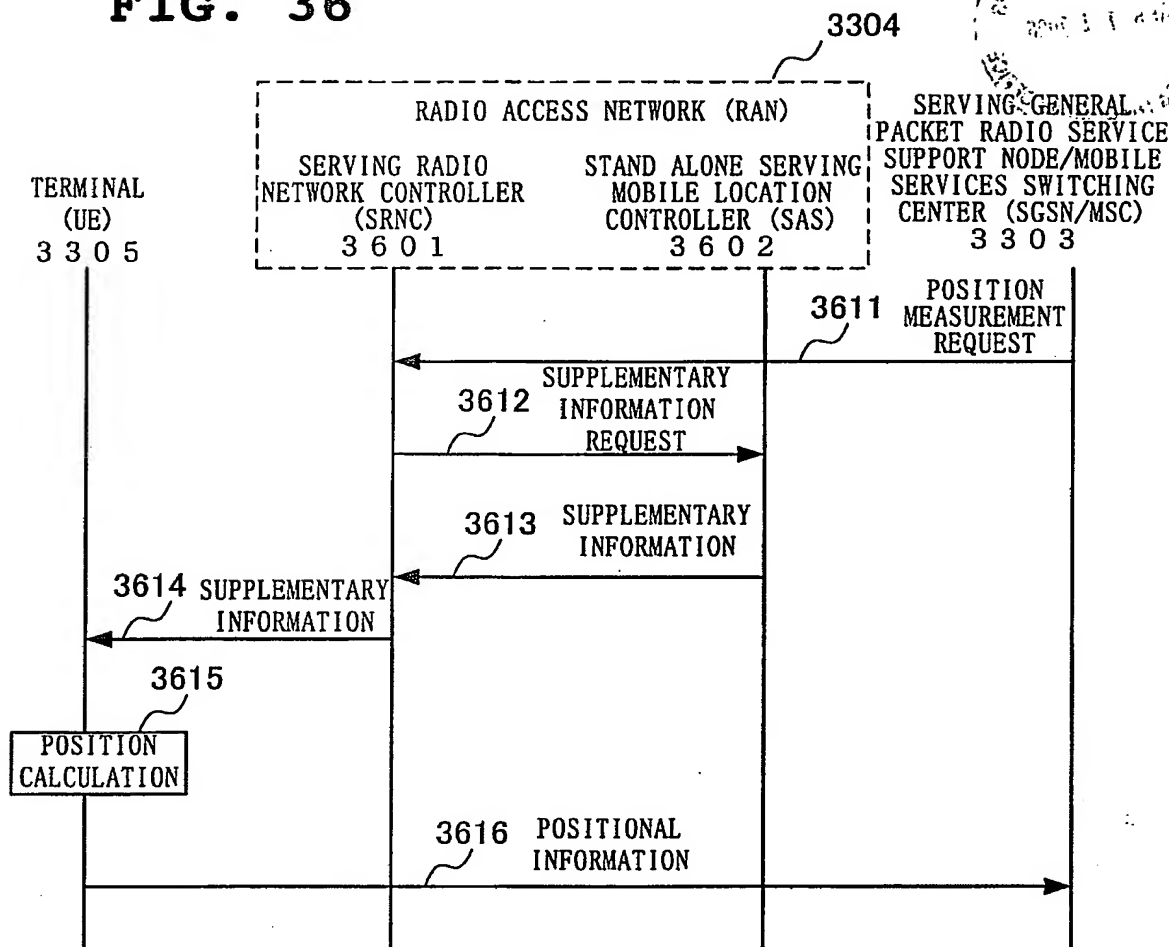 FIG. 36
3304
RADIO ACCESS NETWORK (RAN)
TERMINAL
(UE)
3305
SERVING RADIO
NETWORK CONTROLLER
(SRNC)
3601
STAND ALONE SERVING
MOBILE LOCATION
CONTROLLER (SAS)
3602
SERVING GENERAL
PACKET RADIO SERVICE
SUPPORT NODE/MOBILE
SERVICES SWITCHING
CENTER (SGSN/MSC)
3303
3611
POSITION
MEASUREMENT
REQUEST
3612
SUPPLEMENTARY
INFORMATION
REQUEST
3613
SUPPLEMENTARY
INFORMATION
3614
SUPPLEMENTARY
INFORMATION
3615
POSITION
CALCULATION
3616
POSITIONAL
INFORMATION